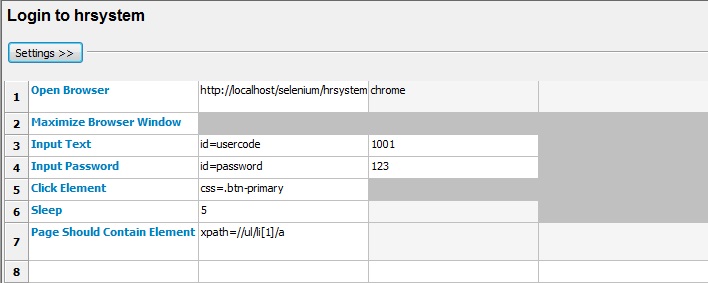 Login to hrsystem
Settings >>
1 Open Browser http://localhost/selenium/hrsystem chrome
2 Maximize Browser Window
3 Input Text id=usercode 1001
4 Input Password id=password 123
5 Click Element css=.btn-primary
6 Sleep 5
7 Page Should Contain Element xpath=//ul/li[1]/a
8